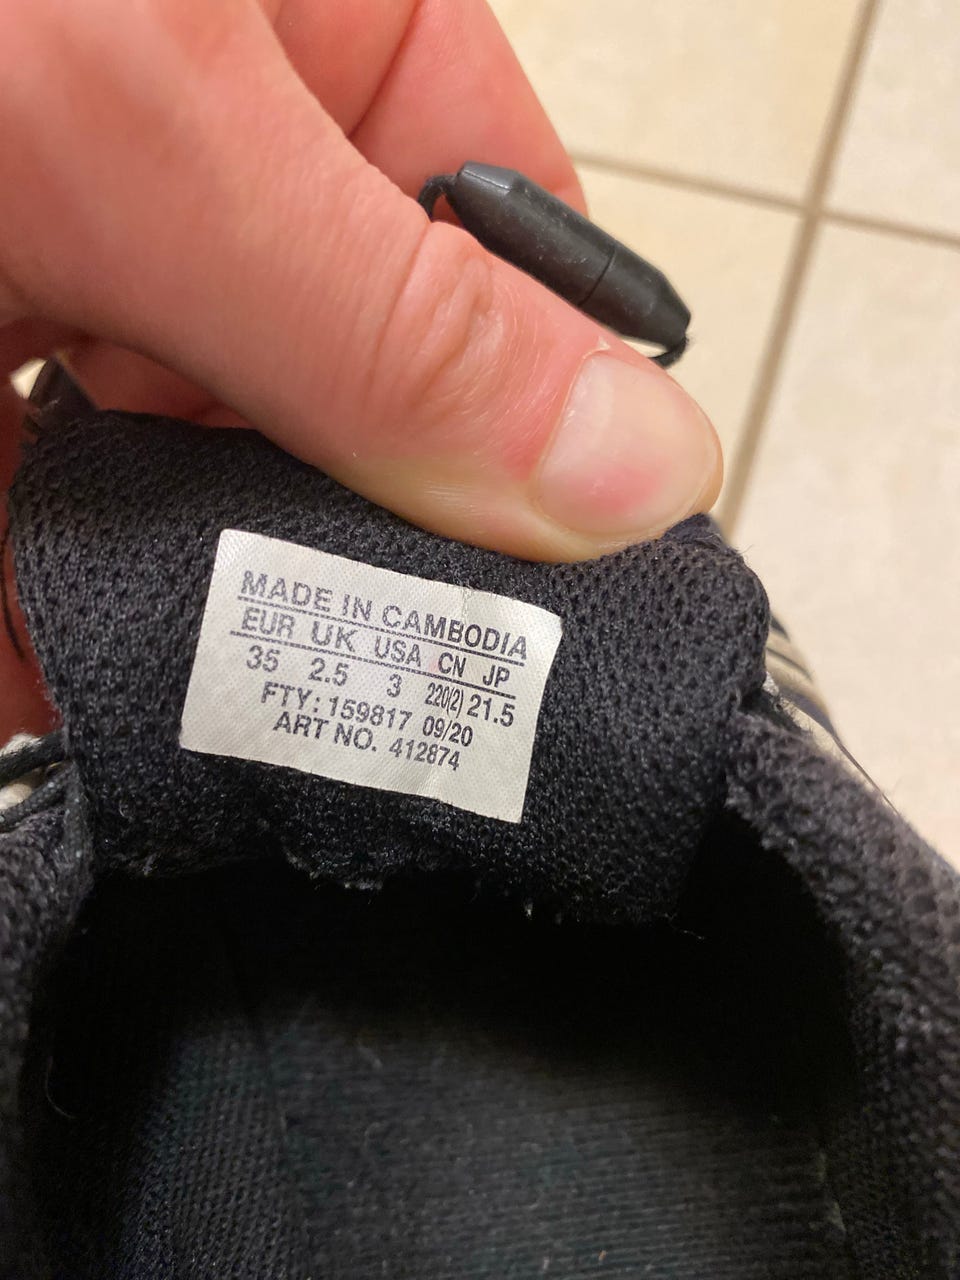 MADE IN CAMBODIA
EUR UK USA CN JP
35 2.5 3 220(2) 21.5
FTY: 159817 09/20
ART NO. 412874